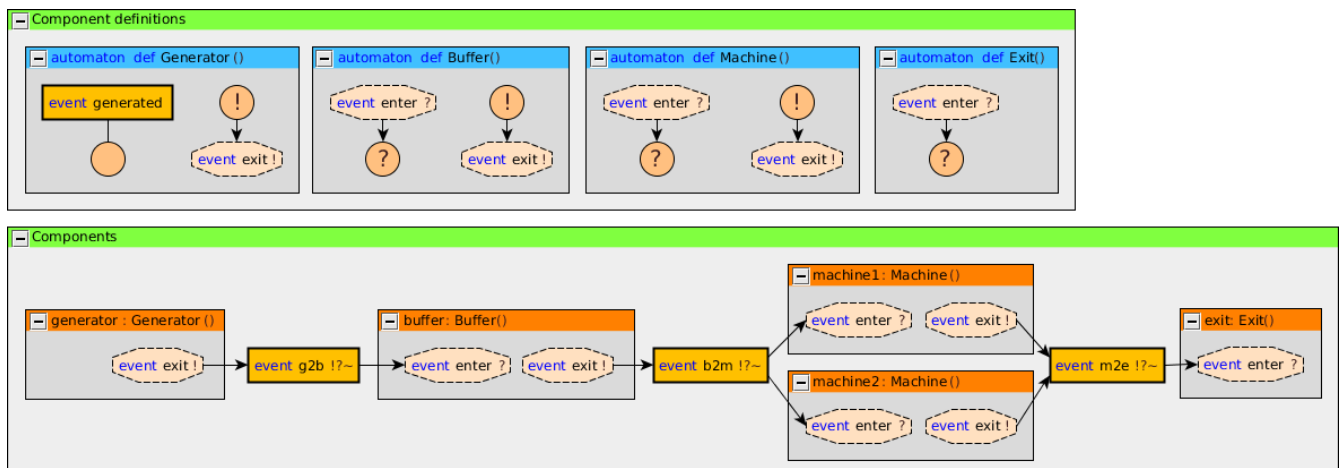 Component definitions
automaton def Generator()
automaton def Buffer()
automaton def Machine()
automaton def Exit()
event generated
!
event enter ?
!
event enter ?
!
event enter ?
event exit !
?
event exit !
?
event exit !
?
Components
machine1: Machine()
generator : Generator()
buffer: Buffer()
event enter ?
event exit !
exit: Exit()
event exit !
event g2b !?~
event enter ?
event exit !
event b2m !?~
event m2e !?~
event enter ?
machine2: Machine()
event enter ?
event exit !